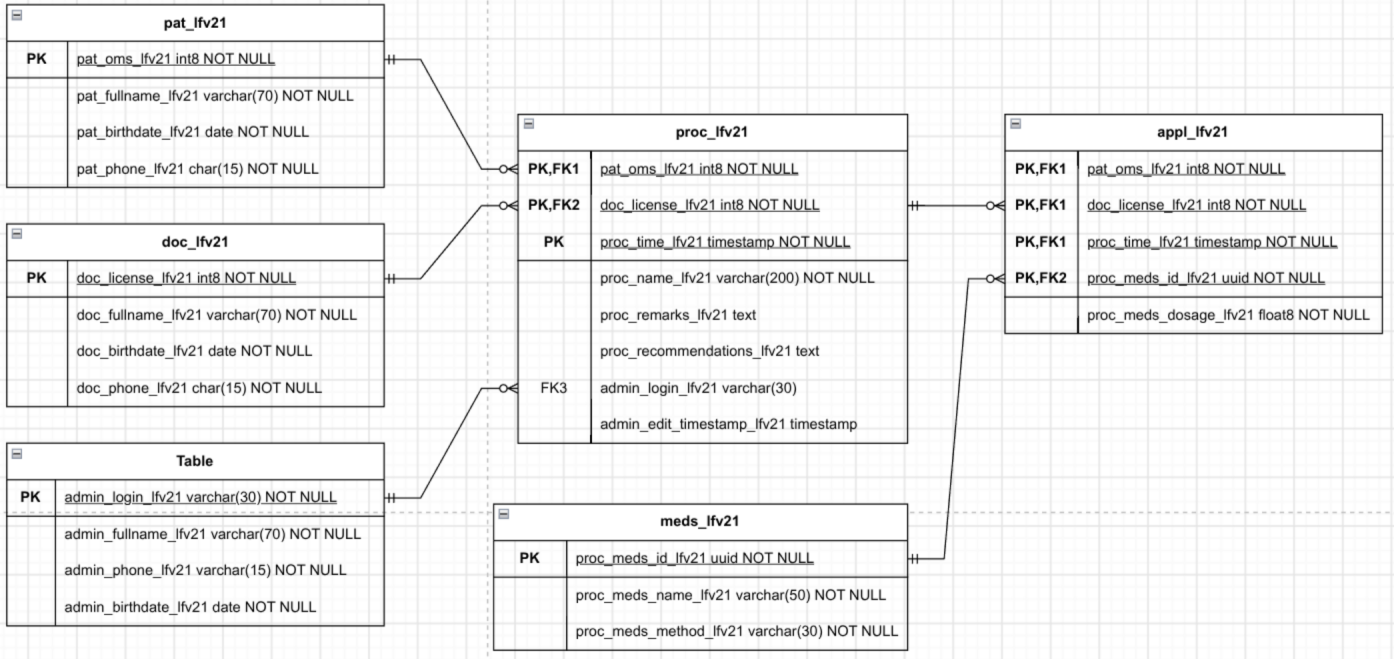 pat_lfv21
PK pat_oms_lfv21 int8 NOT NULL
pat_fullname_lfv21 varchar(70) NOT NULL
pat_birthdate_lfv21 date NOT NULL
pat_phone_lfv21 char(15) NOT NULL
doc_lfv21
PK doc_license_lfv21 int8 NOT NULL
doc_fullname_lfv21 varchar(70) NOT NULL
doc_birthdate_lfv21 date NOT NULL
doc_phone_lfv21 char(15) NOT NULL
Table
PK admin_login_lfv21 varchar(30) NOT NULL
admin_fullname_lfv21 varchar(70) NOT NULL
admin_phone_lfv21 varchar(15) NOT NULL
admin_birthdate_lfv21 date NOT NULL
proc_lfv21
PK,FK1 pat_oms_lfv21 int8 NOT NULL
PK,FK2 doc_license_lfv21 int8 NOT NULL
PK proc_time_lfv21 timestamp NOT NULL
proc_name_lfv21 varchar(200) NOT NULL
proc_remarks_lfv21 text
proc_recommendations_lfv21 text
FK3 admin_login_lfv21 varchar(30)
admin_edit_timestamp_lfv21 timestamp
meds_lfv21
PK proc_meds_id_lfv21 uuid NOT NULL
proc_meds_name_lfv21 varchar(50) NOT NULL
proc_meds_method_lfv21 varchar(30) NOT NULL
appl_lfv21
PK,FK1 pat_oms_lfv21 int8 NOT NULL
PK,FK1 doc_license_lfv21 int8 NOT NULL
PK,FK1 proc_time_lfv21 timestamp NOT NULL
PK,FK2 proc_meds_id_lfv21 uuid NOT NULL
proc_meds_dosage_lfv21 float8 NOT NULL